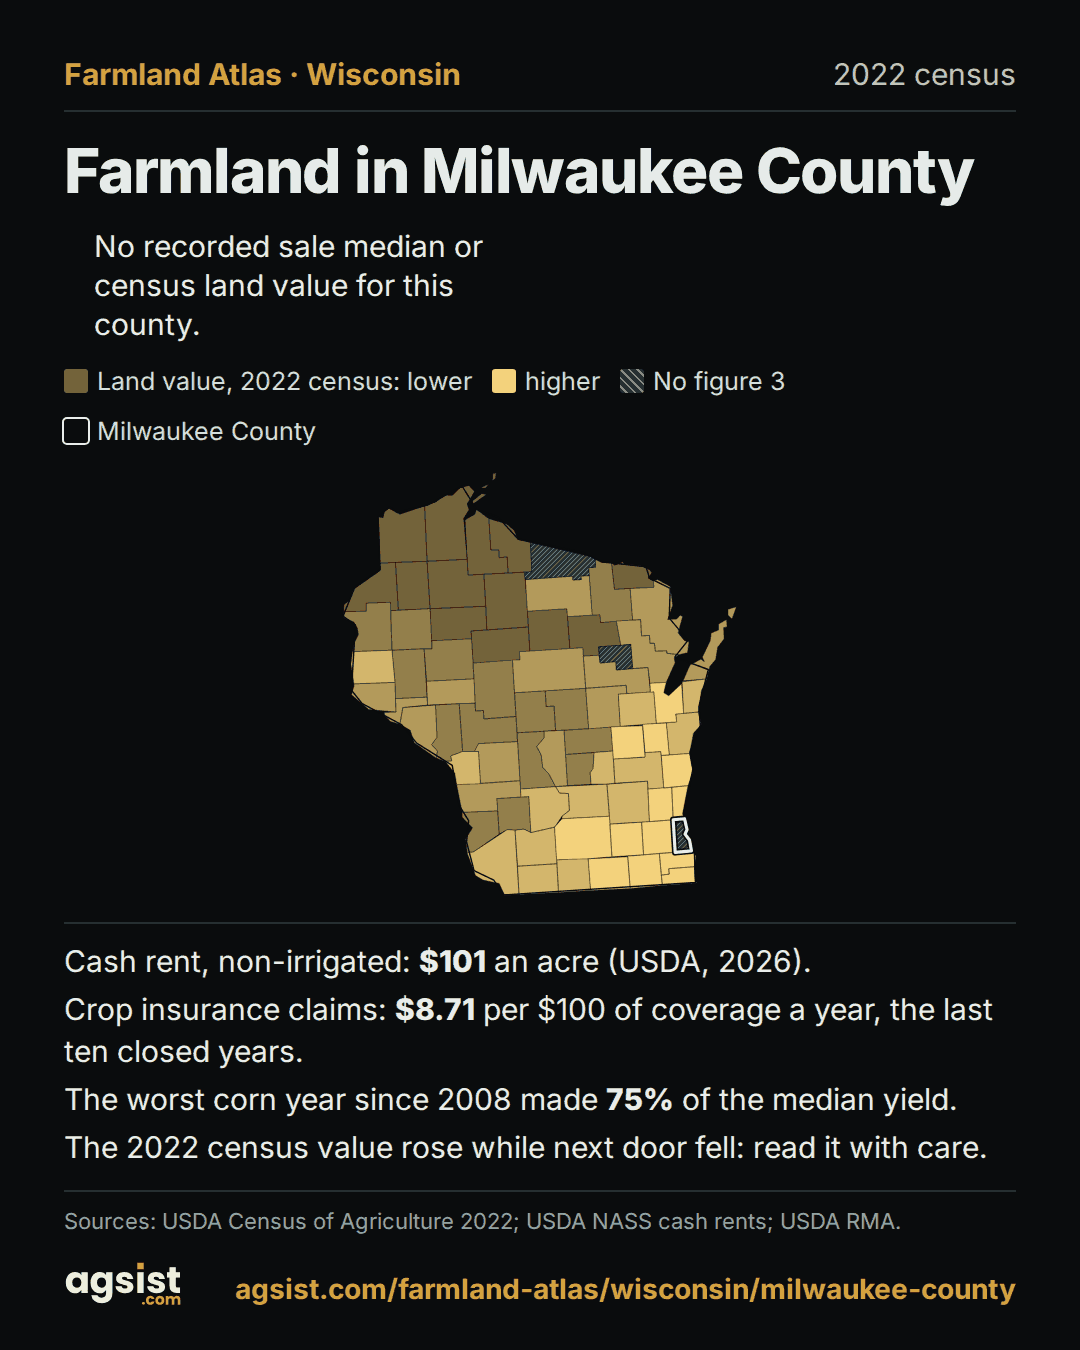 Farmland Atlas · Wisconsin
2022 census
Farmland in Milwaukee County
No recorded sale median or
census land value for this
county.
Land value, 2022 census: lower higher No figure 3
Milwaukee County
Cash rent, non-irrigated: $101 an acre (USDA, 2026).
Crop insurance claims: $8.71 per $100 of coverage a year, the last
ten closed years.
The worst corn year since 2008 made 75% of the median yield.
The 2022 census value rose while next door fell: read it with care.
Sources: USDA Census of Agriculture 2022; USDA NASS cash rents; USDA RMA.
agsist
.com
agsist.com/farmland-atlas/wisconsin/milwaukee-county